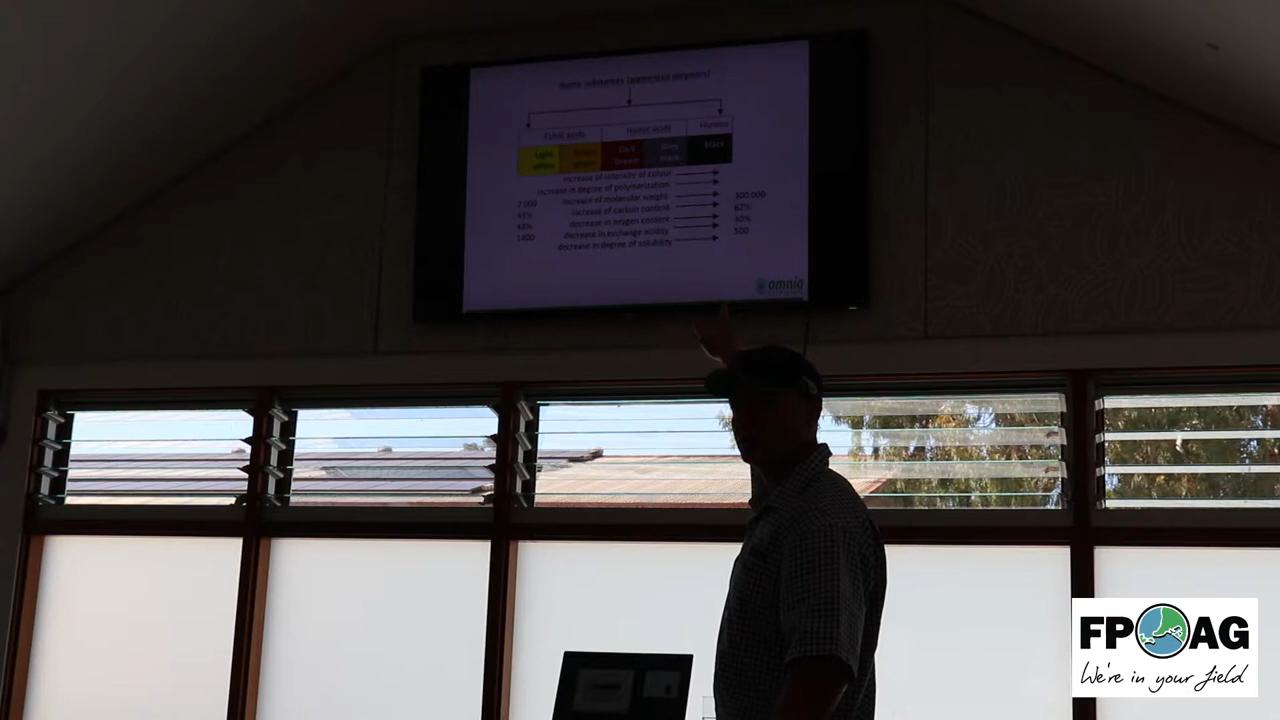 Humic substances (pigmented polymers)
Fulvic acids Humic acids Humins
Light yellow Yellow brown Dark brown Grey black black
increase of intensity of colour
increase in degree of polymerization
2 000 increase of molecular weight 300 000
45% increase of carbon content 62%
48% decrease in oxygen content 30%
1400 decrease in exchange acidity 500
decrease in degree of solubility
omnia
FP AG
We're in your field